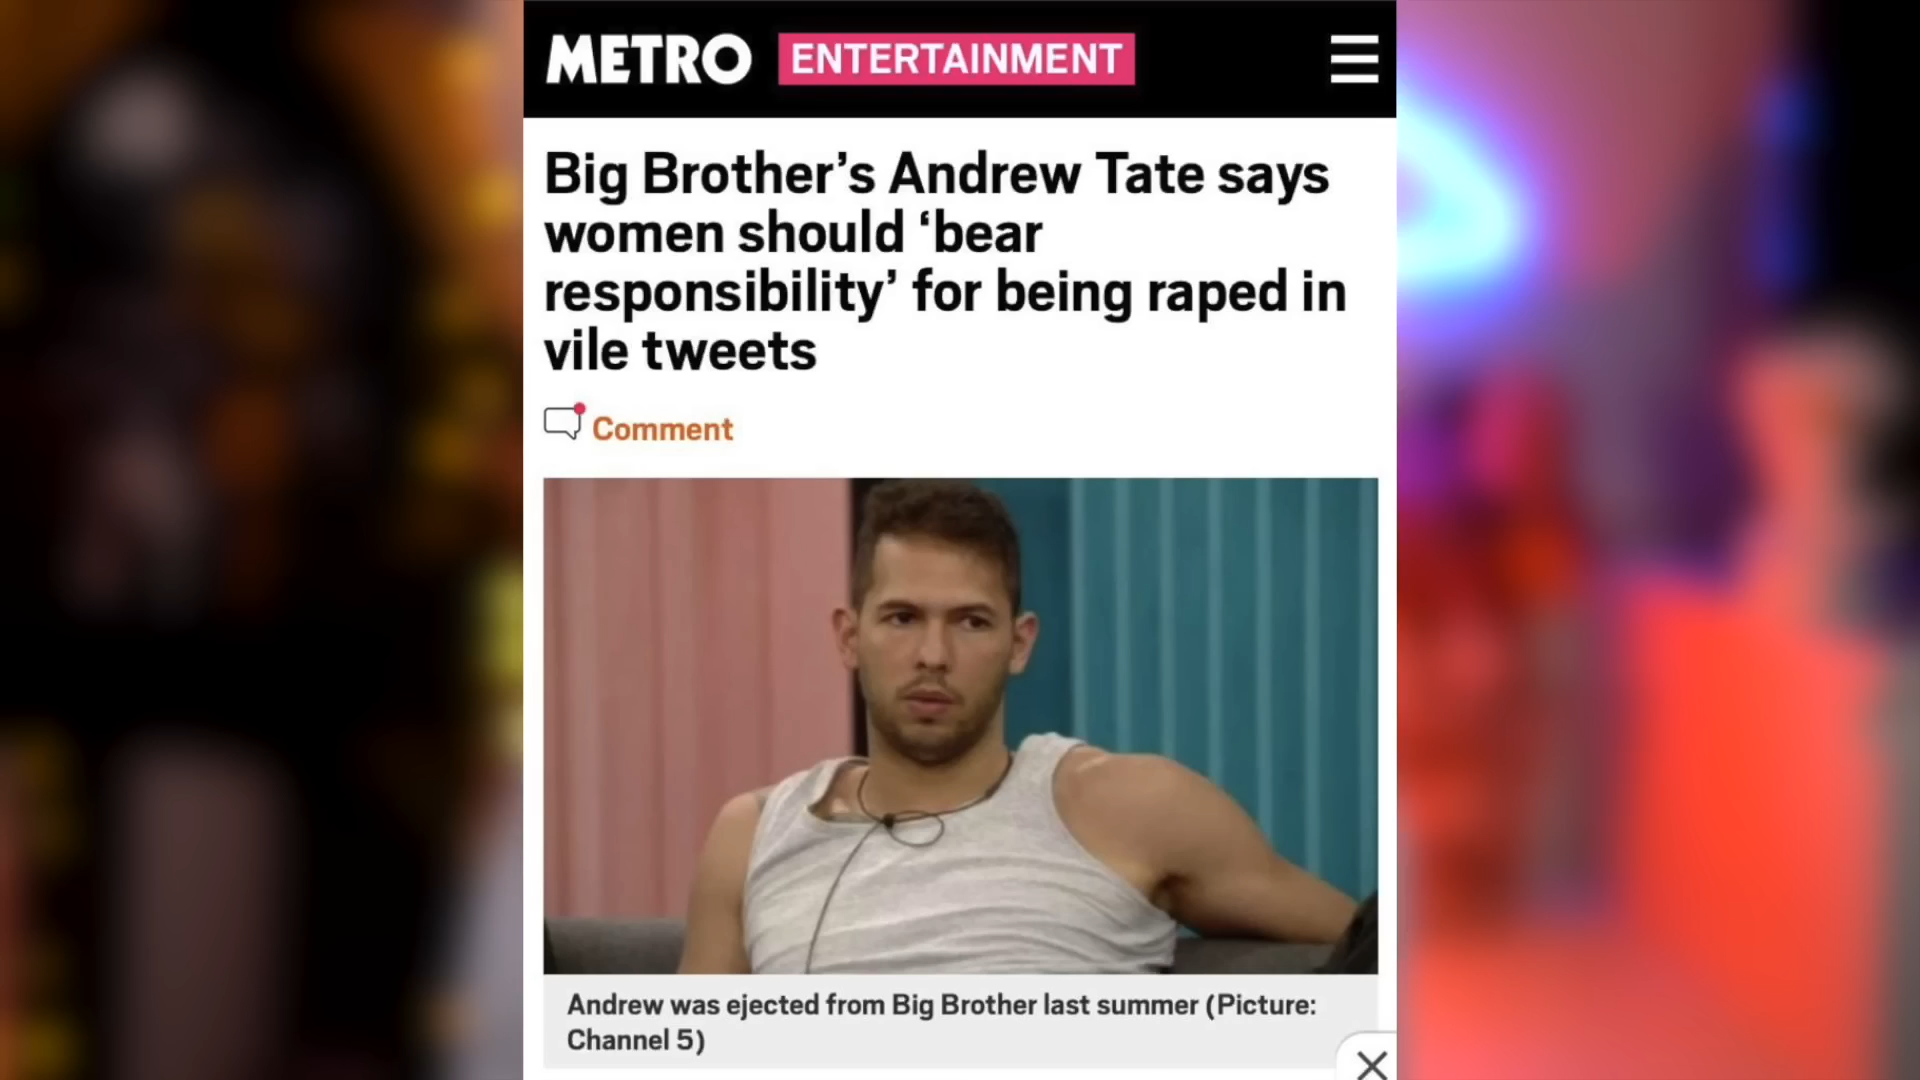 METRO ENTERTAINMENT
Big Brother’s Andrew Tate says
women should ‘bear
responsibility’ for being raped in
vile tweets
Comment
Andrew was ejected from Big Brother last summer (Picture:
Channel 5)